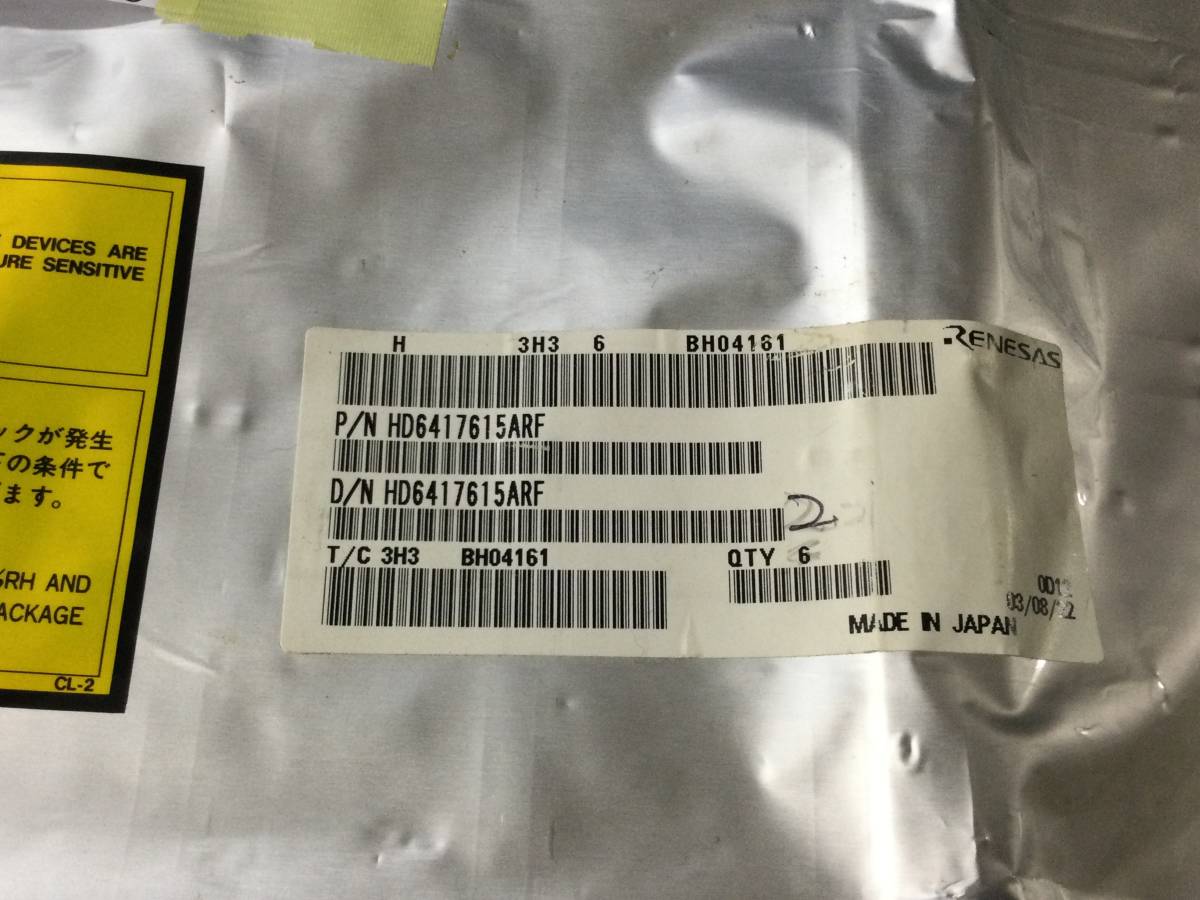 DEVICES ARE
URE SENSITIVE
ックが発生
の条件で
ます。
%RH AND
ACKAGE
CL-2
H 3H3 6 BH04161
RENESAS
P/N HD6417615ARF
D/N HD6417615ARF
2
T/C 3H3 BH04161 QTY 6
MADE IN JAPAN